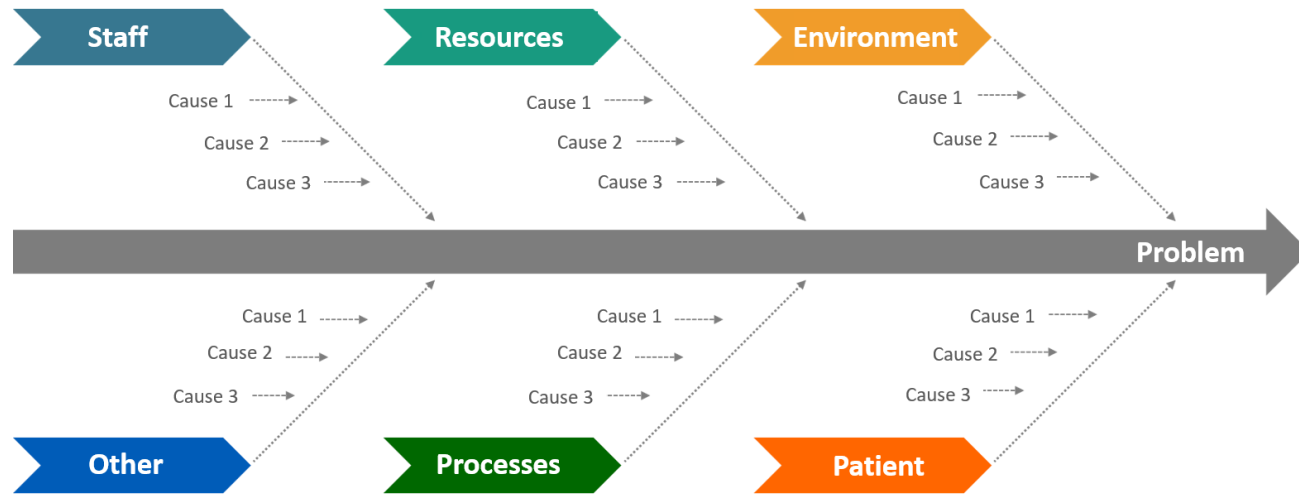 Staff
Resources
Environment
Cause 1
Cause 1
Cause 1
Cause 2
Cause 2
Cause 2
Cause 3
Cause 3
Cause 3
Problem
Cause 1
Cause 1
Cause 1
Cause 2
Cause 2
Cause 2
Cause 3
Cause 3
Cause 3
Other
Processes
Patient